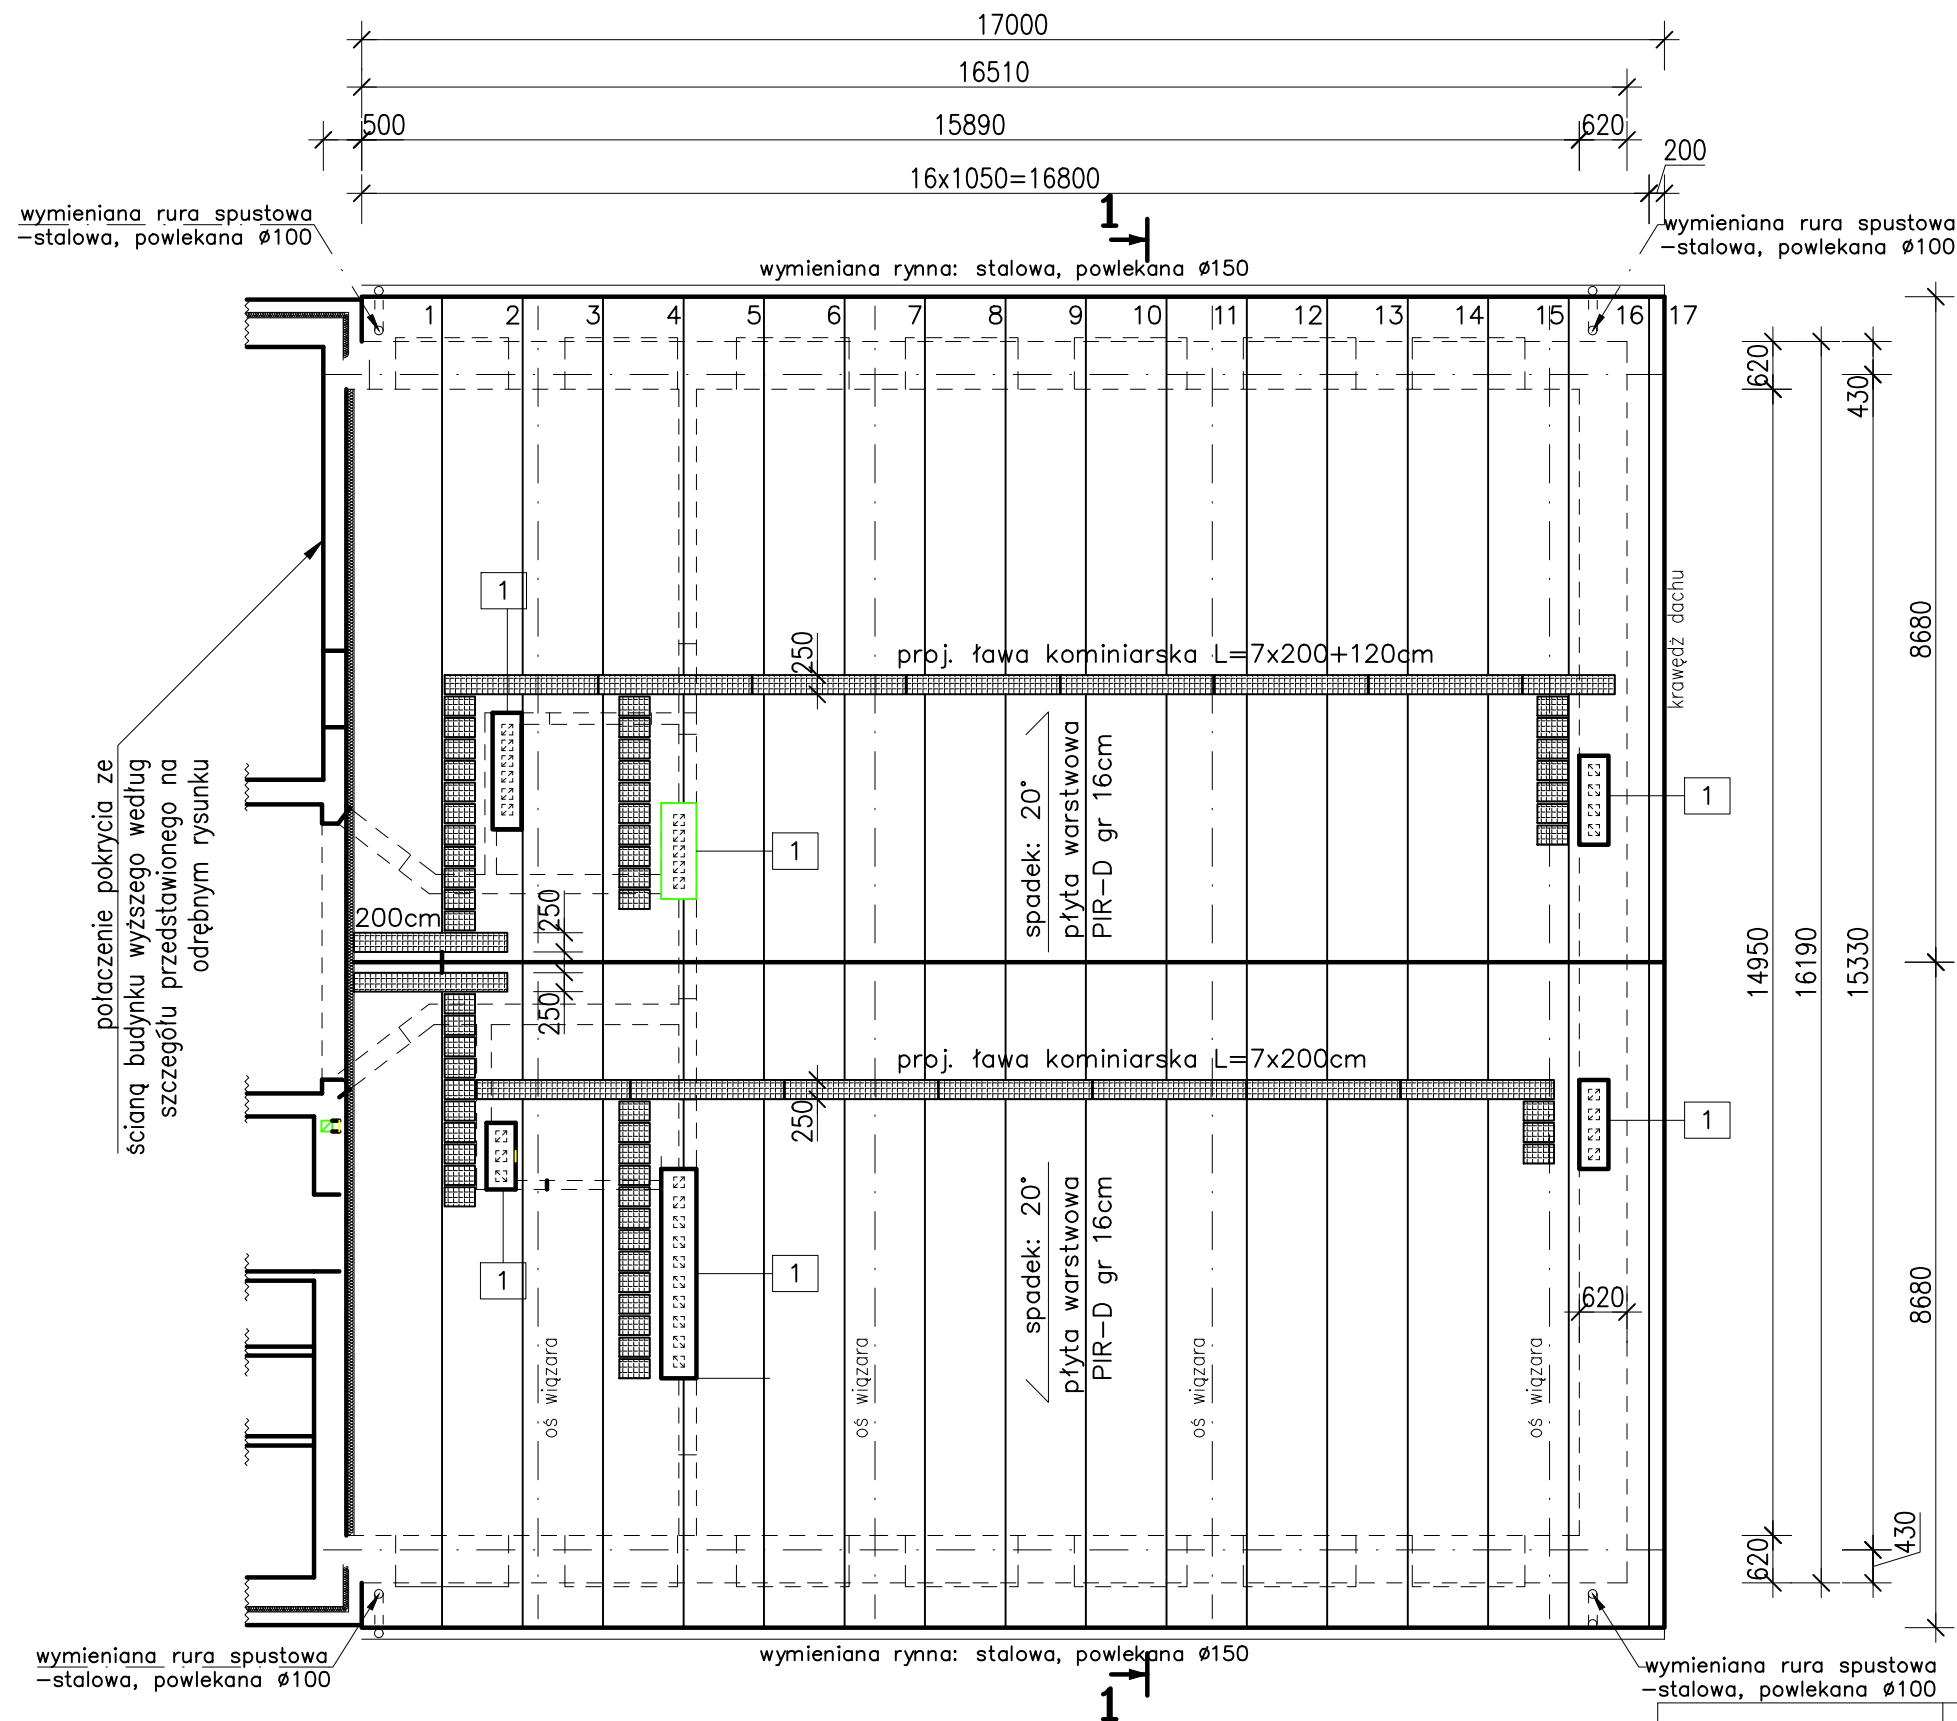 17000
16510
500
15890
620
200
16x1050=16800
1
wymieniana rura spustowa
-stalowa, powlekana Ø100
wymieniana rura spustowa
-stalowa, powlekana Ø100
wymieniana rynna: stalowa, powlekana Ø150
1 2 3 4 5 6 7 8 9 10 11 12 13 14 15 16 17
620
430
krawędź dachu
8680
1
250
proj. ława kominiarska L=7x200+120cm
połaczenie pokrycia ze
ścianą budynku wyższego według
szczegółu przedstawionego na
odrębnym rysunku
spadek: 20°
płyta warstwowa
PIR-D gr 16cm
1
1
200cm
250
250
14950
16190
15330
proj. ława kominiarska L=7x200cm
250
1
spadek: 20°
płyta warstwowa
PIR-D gr 16cm
1
1
620
8680
oś wiązara
oś wiązara
oś wiązara
oś wiązara
620
430
wymieniana rura spustowa
-stalowa, powlekana Ø100
wymieniana rynna: stalowa, powlekana Ø150
wymieniana rura spustowa
-stalowa, powlekana Ø100
1